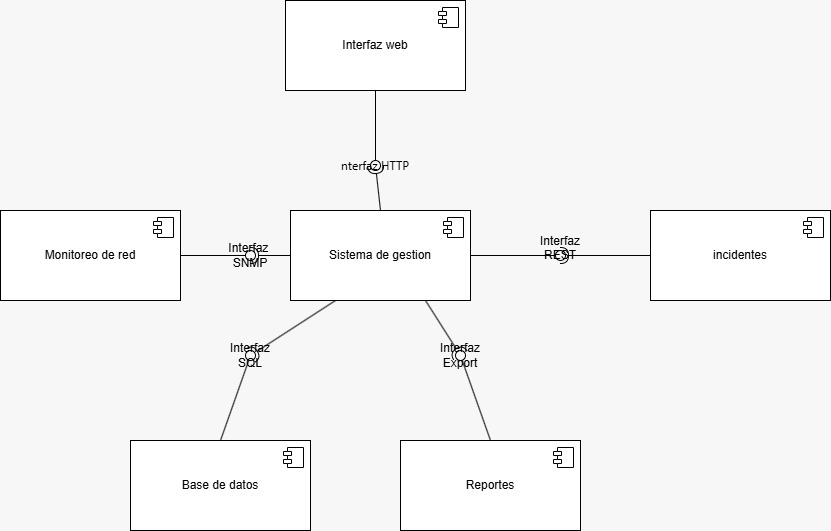 Interfaz web
nterfaz HTTP
Monitoreo de red
Interfaz
SNMP
Sistema de gestion
Interfaz
REST
incidentes
Interfaz
SQL
Interfaz
Export
Base de datos
Reportes